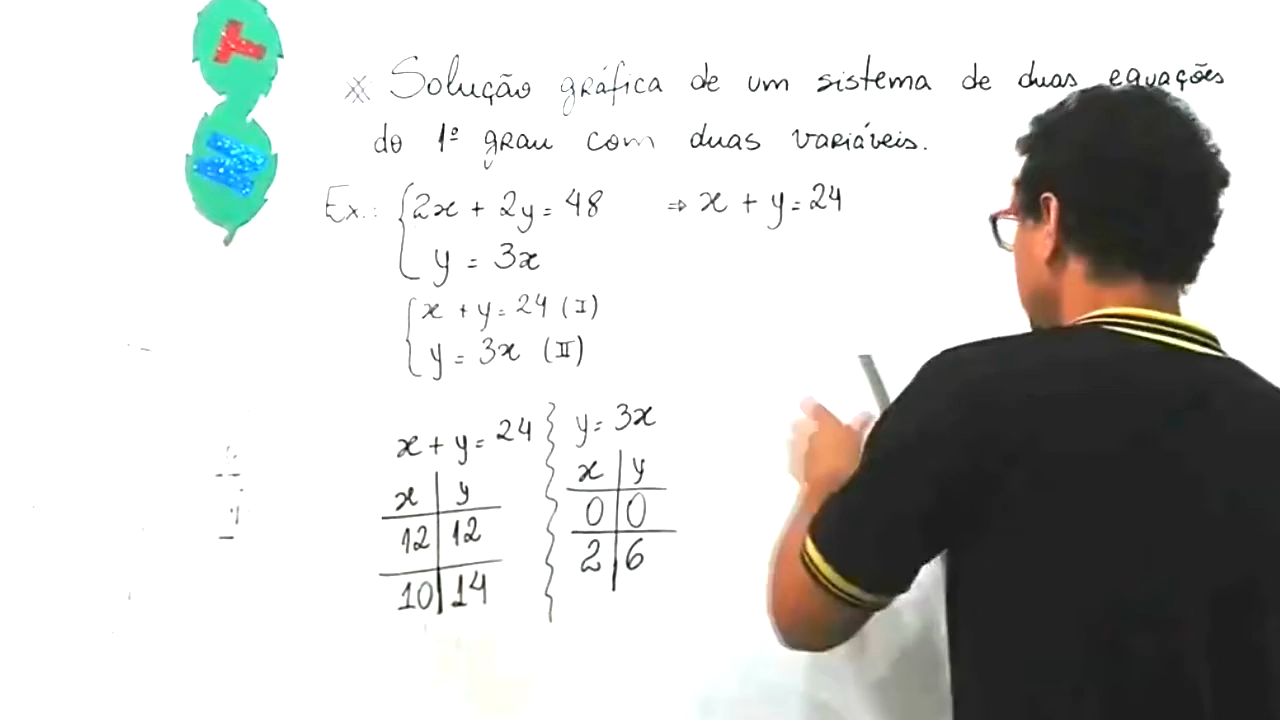 T
N
* Solução gráfica de um sistema de duas equações
do 1º grau com duas variáveis.
Ex.: { 2x + 2y = 48 ⇒ x + y = 24
y = 3x
{ x + y = 24 (I)
y = 3x (II)
x + y = 24
x | y
12 | 12
10 | 14
y = 3x
x | y
0 | 0
2 | 6